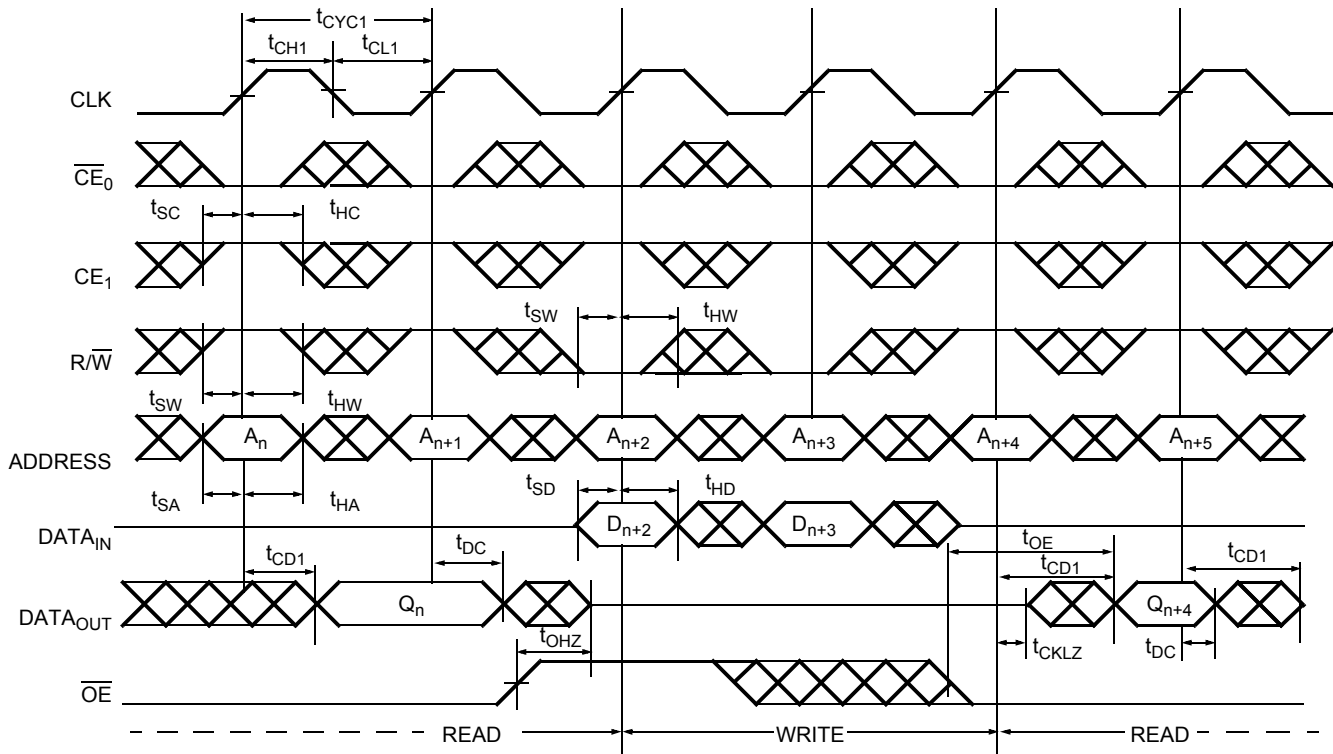 tCYC1
tCH1 tCL1
CLK
CE0
tSC tHC
CE1
tSW tHW
R/W
tSW tHW
An An+1 An+2 An+3 An+4 An+5
ADDRESS
tSA tHA tSD tHD
Dn+2 Dn+3
DATAIN
tOE
tCD1 tDC tCD1 tCD1
Qn Qn+4
DATAOUT
tOHZ tCKLZ tDC
OE
READ WRITE READ